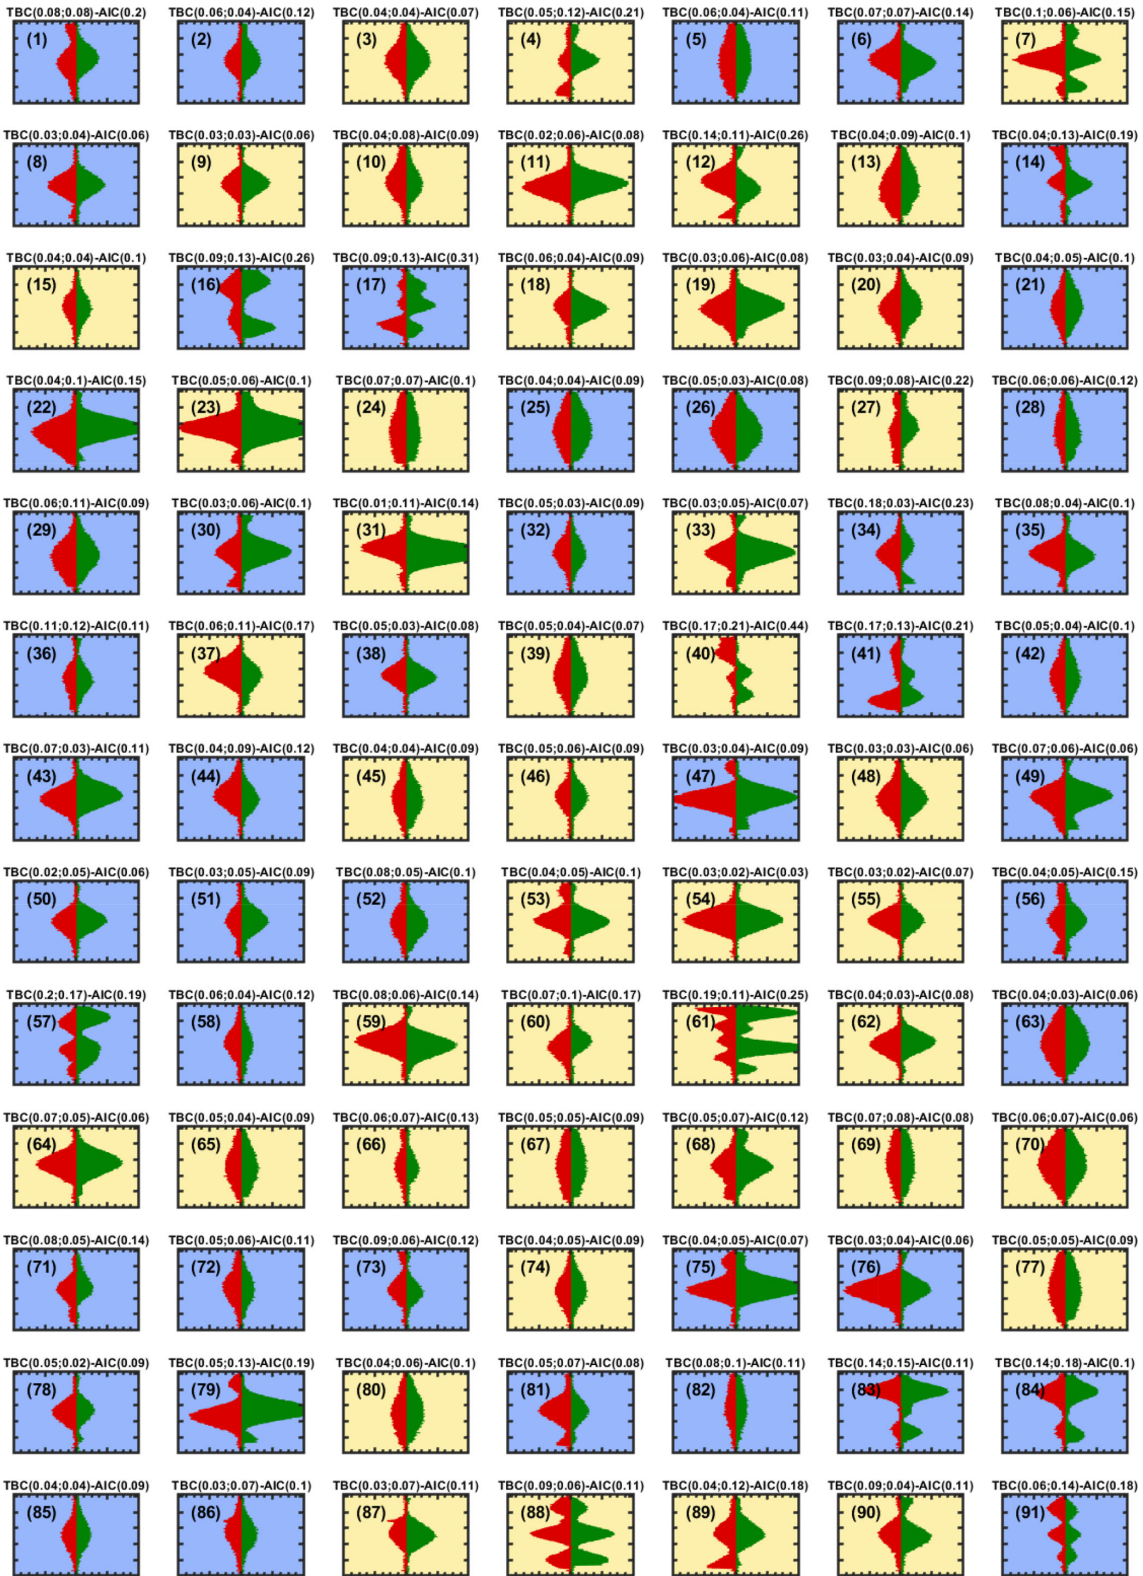 TBC(0.08;0.08)-AIC(0.2) TBC(0.06;0.04)-AIC(0.12) TBC(0.04;0.04)-AIC(0.07) TBC(0.05;0.12)-AIC(0.21) TBC(0.06;0.04)-AIC(0.11) TBC(0.07;0.07)-AIC(0.14) TBC(0.1;0.06)-AIC(0.15)
(1) (2) (3) (4) (5) (6) (7)
TBC(0.03;0.04)-AIC(0.06) TBC(0.03;0.03)-AIC(0.06) TBC(0.04;0.08)-AIC(0.09) TBC(0.02;0.06)-AIC(0.08) TBC(0.14;0.11)-AIC(0.26) TBC(0.04;0.09)-AIC(0.1) TBC(0.04;0.13)-AIC(0.19)
(8) (9) (10) (11) (12) (13) (14)
TBC(0.04;0.04)-AIC(0.1) TBC(0.09;0.13)-AIC(0.26) TBC(0.09;0.13)-AIC(0.31) TBC(0.06;0.04)-AIC(0.09) TBC(0.03;0.06)-AIC(0.08) TBC(0.03;0.04)-AIC(0.09) TBC(0.04;0.05)-AIC(0.1)
(15) (16) (17) (18) (19) (20) (21)
TBC(0.04;0.1)-AIC(0.15) TBC(0.05;0.06)-AIC(0.1) TBC(0.07;0.07)-AIC(0.1) TBC(0.04;0.04)-AIC(0.09) TBC(0.05;0.03)-AIC(0.08) TBC(0.09;0.08)-AIC(0.22) TBC(0.06;0.06)-AIC(0.12)
(22) (23) (24) (25) (26) (27) (28)
TBC(0.06;0.11)-AIC(0.09) TBC(0.03;0.06)-AIC(0.1) TBC(0.01;0.11)-AIC(0.14) TBC(0.05;0.03)-AIC(0.09) TBC(0.03;0.05)-AIC(0.07) TBC(0.18;0.03)-AIC(0.23) TBC(0.08;0.04)-AIC(0.1)
(29) (30) (31) (32) (33) (34) (35)
TBC(0.11;0.12)-AIC(0.11) TBC(0.06;0.11)-AIC(0.17) TBC(0.05;0.03)-AIC(0.08) TBC(0.05;0.04)-AIC(0.07) TBC(0.17;0.21)-AIC(0.44) TBC(0.17;0.13)-AIC(0.21) TBC(0.05;0.04)-AIC(0.1)
(36) (37) (38) (39) (40) (41) (42)
TBC(0.07;0.03)-AIC(0.11) TBC(0.04;0.09)-AIC(0.12) TBC(0.04;0.04)-AIC(0.09) TBC(0.05;0.06)-AIC(0.09) TBC(0.03;0.04)-AIC(0.09) TBC(0.03;0.03)-AIC(0.06) TBC(0.07;0.06)-AIC(0.06)
(43) (44) (45) (46) (47) (48) (49)
TBC(0.02;0.05)-AIC(0.06) TBC(0.03;0.05)-AIC(0.09) TBC(0.08;0.05)-AIC(0.1) TBC(0.04;0.05)-AIC(0.1) TBC(0.03;0.02)-AIC(0.03) TBC(0.03;0.02)-AIC(0.07) TBC(0.04;0.05)-AIC(0.15)
(50) (51) (52) (53) (54) (55) (56)
TBC(0.2;0.17)-AIC(0.19) TBC(0.06;0.04)-AIC(0.12) TBC(0.08;0.06)-AIC(0.14) TBC(0.07;0.1)-AIC(0.17) TBC(0.19;0.11)-AIC(0.25) TBC(0.04;0.03)-AIC(0.08) TBC(0.04;0.03)-AIC(0.06)
(57) (58) (59) (60) (61) (62) (63)
TBC(0.07;0.05)-AIC(0.06) TBC(0.05;0.04)-AIC(0.09) TBC(0.06;0.07)-AIC(0.13) TBC(0.05;0.05)-AIC(0.09) TBC(0.05;0.07)-AIC(0.12) TBC(0.07;0.08)-AIC(0.08) TBC(0.06;0.07)-AIC(0.06)
(64) (65) (66) (67) (68) (69) (70)
TBC(0.08;0.05)-AIC(0.14) TBC(0.05;0.06)-AIC(0.11) TBC(0.09;0.06)-AIC(0.12) TBC(0.04;0.05)-AIC(0.09) TBC(0.04;0.05)-AIC(0.07) TBC(0.03;0.04)-AIC(0.06) TBC(0.05;0.05)-AIC(0.09)
(71) (72) (73) (74) (75) (76) (77)
TBC(0.05;0.02)-AIC(0.09) TBC(0.05;0.13)-AIC(0.19) TBC(0.04;0.06)-AIC(0.1) TBC(0.05;0.07)-AIC(0.08) TBC(0.08;0.1)-AIC(0.11) TBC(0.14;0.15)-AIC(0.11) TBC(0.14;0.18)-AIC(0.1)
(78) (79) (80) (81) (82) (83) (84)
TBC(0.04;0.04)-AIC(0.09) TBC(0.03;0.07)-AIC(0.1) TBC(0.03;0.07)-AIC(0.11) TBC(0.09;0.06)-AIC(0.11) TBC(0.04;0.12)-AIC(0.18) TBC(0.09;0.04)-AIC(0.11) TBC(0.06;0.14)-AIC(0.18)
(85) (86) (87) (88) (89) (90) (91)